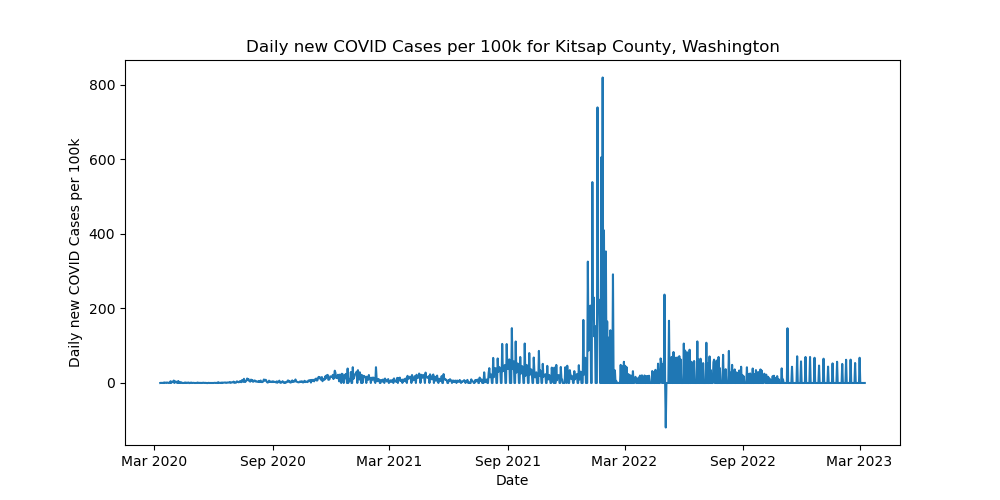 Daily new COVID Cases per 100k for Kitsap County, Washington
Daily new COVID Cases per 100k
800
600
400
200
0
Mar 2020 Sep 2020 Mar 2021 Sep 2021 Mar 2022 Sep 2022 Mar 2023
Date